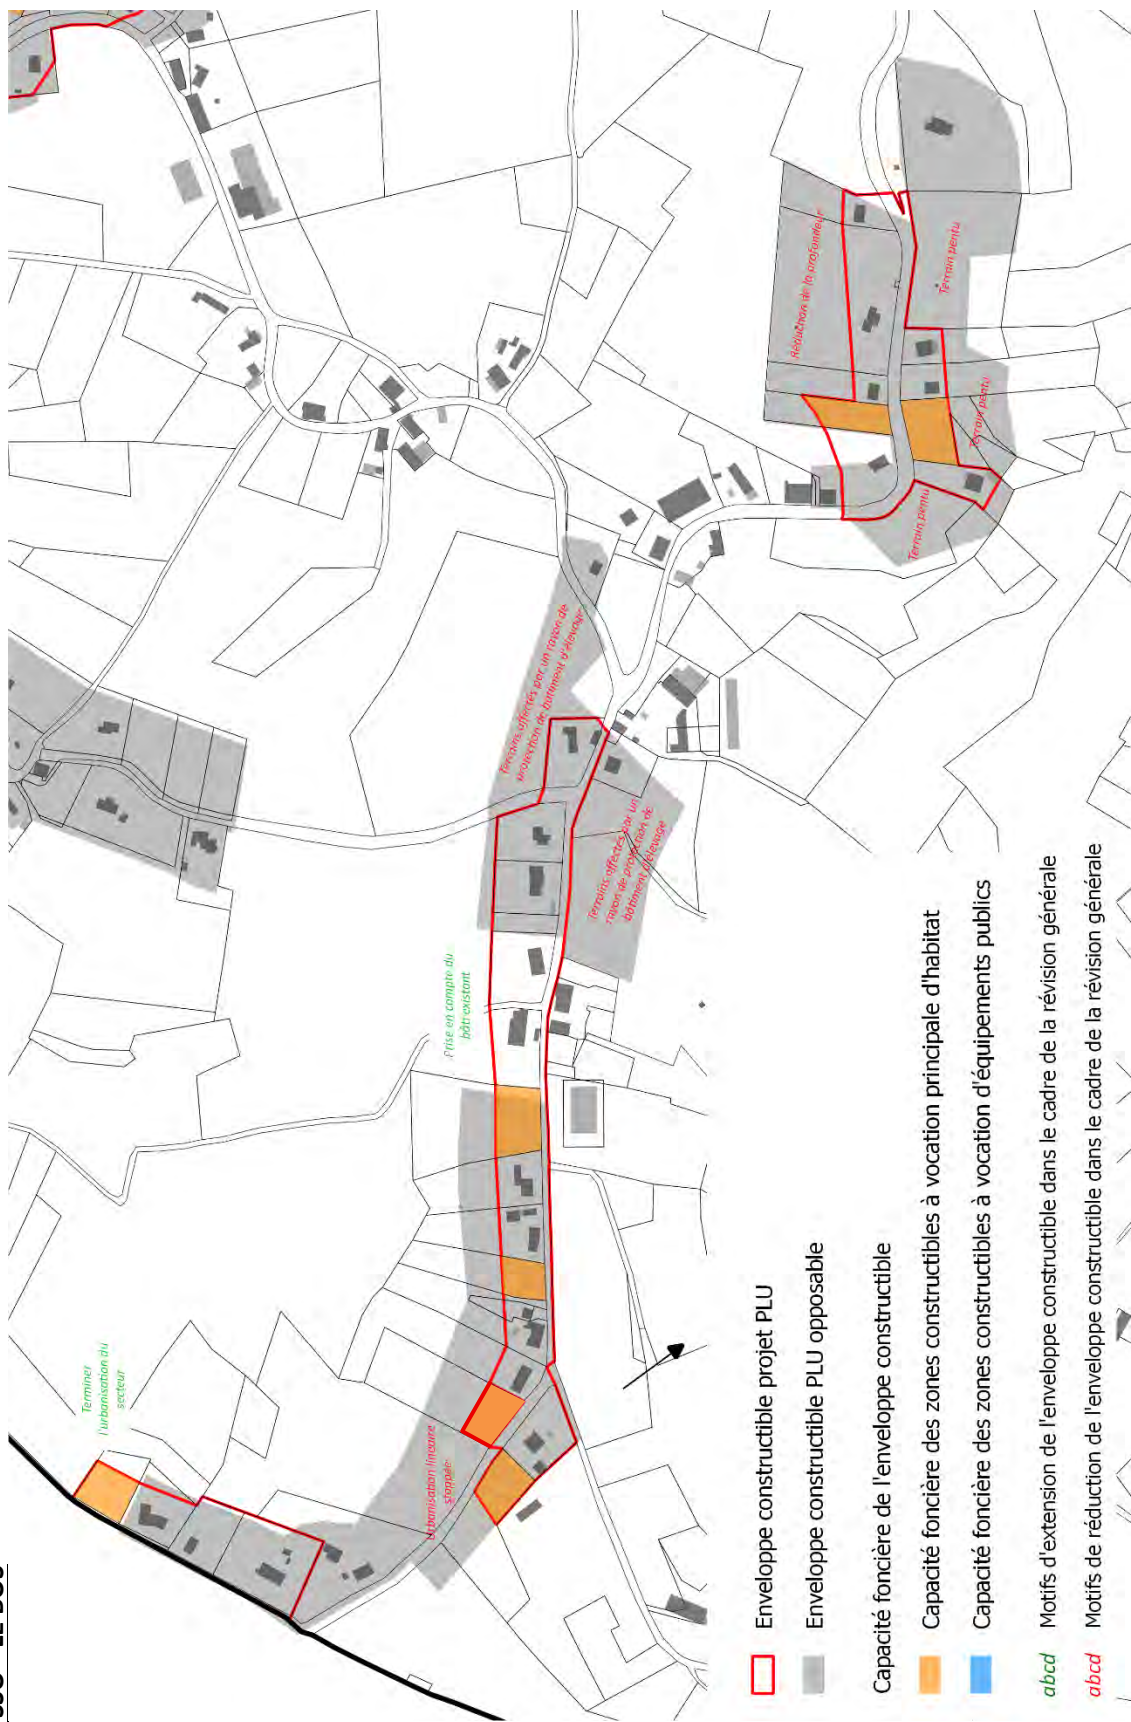 Terminer
l'urbanisation du
secteur
Urbanisation linéaire
stoppée
Prise en compte du
bâti existant
Terrains affectés par un rayon de
protection de bâtiment d'élevage
Terrains affectés par un
rayon de protection de
bâtiment d'élevage
Réduction de la profondeur
Terrain pentu
Terrain pentu
Terrain pentu
Enveloppe constructible projet PLU
Enveloppe constructible PLU opposable
Capacité foncière de l'enveloppe constructible
Capacité foncière des zones constructibles à vocation principale d'habitat
Capacité foncière des zones constructibles à vocation d'équipements publics
abcd Motifs d'extension de l'enveloppe constructible dans le cadre de la révision générale
abcd Motifs de réduction de l'enveloppe constructible dans le cadre de la révision générale